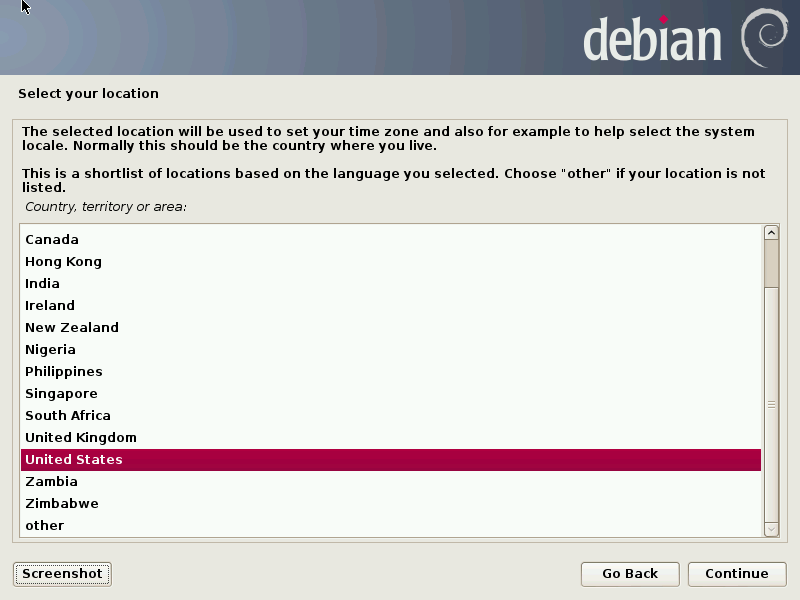 debian
Select your location
The selected location will be used to set your time zone and also for example to help select the system
locale. Normally this should be the country where you live.
This is a shortlist of locations based on the language you selected. Choose "other" if your location is not
listed.
Country, territory or area:
Canada
Hong Kong
India
Ireland
New Zealand
Nigeria
Philippines
Singapore
South Africa
United Kingdom
United States
Zambia
Zimbabwe
other
Screenshot
Go Back
Continue